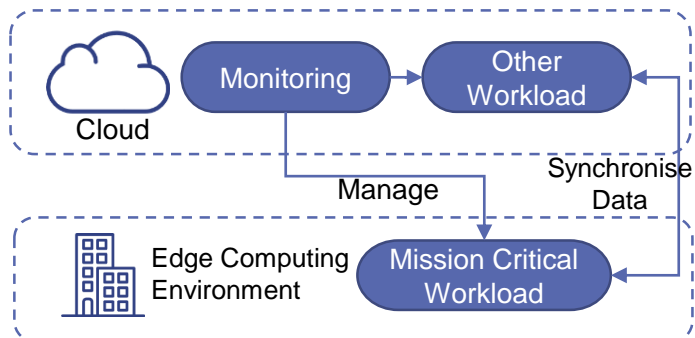 Monitoring
Other
Workload
Cloud
Manage
Synchronise
Data
Edge Computing
Environment
Mission Critical
Workload